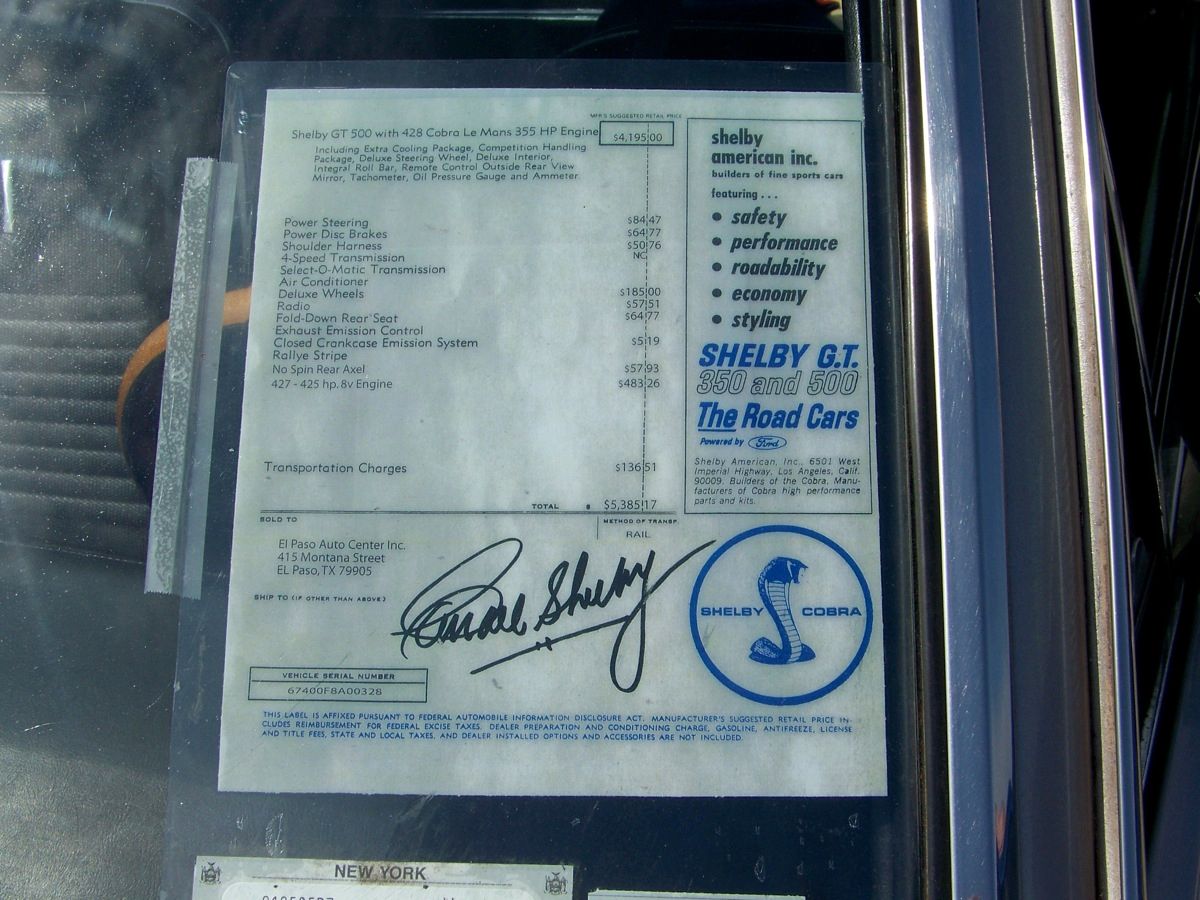 MFR'S SUGGESTED RETAIL PRICE
Shelby GT 500 with 428 Cobra Le Mans 355 HP Engine $4,195.00
Including Extra Cooling Package, Competition Handling
Package, Deluxe Steering Wheel, Deluxe Interior,
Integral Roll Bar, Remote Control Outside Rear View
Mirror, Tachometer, Oil Pressure Gauge and Ammeter
Power Steering $84.47
Power Disc Brakes $64.77
Shoulder Harness $50.76
4-Speed Transmission NC
Select-O-Matic Transmission
Air Conditioner
Deluxe Wheels $185.00
Radio $57.51
Fold-Down Rear Seat $64.77
Exhaust Emission Control
Closed Crankcase Emission System $5.19
Rallye Stripe
No Spin Rear Axel $57.93
427 - 425 hp. 8v Engine $483.26
Transportation Charges $136.51
TOTAL $ $5,385.17
SOLD TO
METHOD OF TRANSP.
RAIL
El Paso Auto Center Inc.
415 Montana Street
EL Paso, TX 79905
SHIP TO (IF OTHER THAN ABOVE)
Carroll Shelby
VEHICLE SERIAL NUMBER
67400F8A00328
shelby
american inc.
builders of fine sports cars
featuring . . .
• safety
• performance
• roadability
• economy
• styling
SHELBY G.T.
350 and 500
The Road Cars
Powered by Ford
Shelby American, Inc., 6501 West
Imperial Highway, Los Angeles, Calif.
90009. Builders of the Cobra, Manu-
facturers of Cobra high performance
parts and kits.
SHELBY COBRA
THIS LABEL IS AFFIXED PURSUANT TO FEDERAL AUTOMOBILE INFORMATION DISCLOSURE ACT. MANUFACTURER'S SUGGESTED RETAIL PRICE IN-
CLUDES REIMBURSEMENT FOR FEDERAL EXCISE TAXES. DEALER PREPARATION AND CONDITIONING CHARGE, GASOLINE, ANTIFREEZE, LICENSE
AND TITLE FEES, STATE AND LOCAL TAXES, AND DEALER INSTALLED OPTIONS AND ACCESSORIES ARE NOT INCLUDED.
NEW YORK